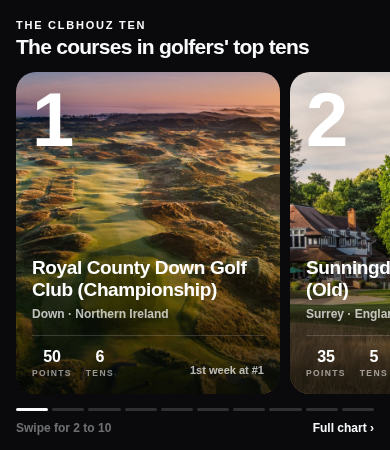 THE CLBHOUZ TEN
The courses in golfers' top tens
1
Royal County Down Golf
Club (Championship)
Down · Northern Ireland
50 POINTS
6 TENS
1st week at #1
2
Sunningd
(Old)
Surrey · Englan
35 POINTS
5 TENS
Swipe for 2 to 10
Full chart ›